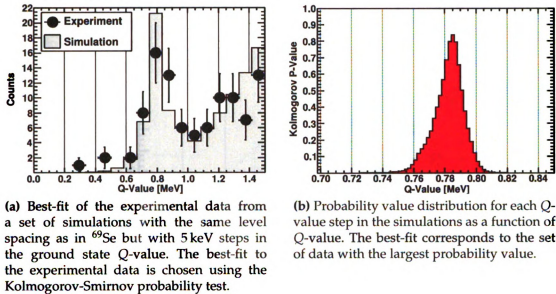 22
20
18
16
14
12
10
8
6
4
2
Counts
Experiment
Simulation
0.0 0.2 0.4 0.6 0.8 1.0 1.2 1.4
Q-Value [MeV]
(a) Best-fit of the experimental data from
a set of simulations with the same level
spacing as in ⁶⁹Se but with 5 keV steps in
the ground state Q-value. The best-fit to
the experimental data is chosen using the
Kolmogorov-Smirnov probability test.
1.0
0.9
0.8
0.7
0.6
0.5
0.4
0.3
0.2
0.1
Kolmogorov P-Value
0.70 0.72 0.74 0.76 0.78 0.80 0.82 0.84
Q-Value [MeV]
(b) Probability value distribution for each Q-
value step in the simulations as a function of
Q-value. The best-fit corresponds to the set
of data with the largest probability value.